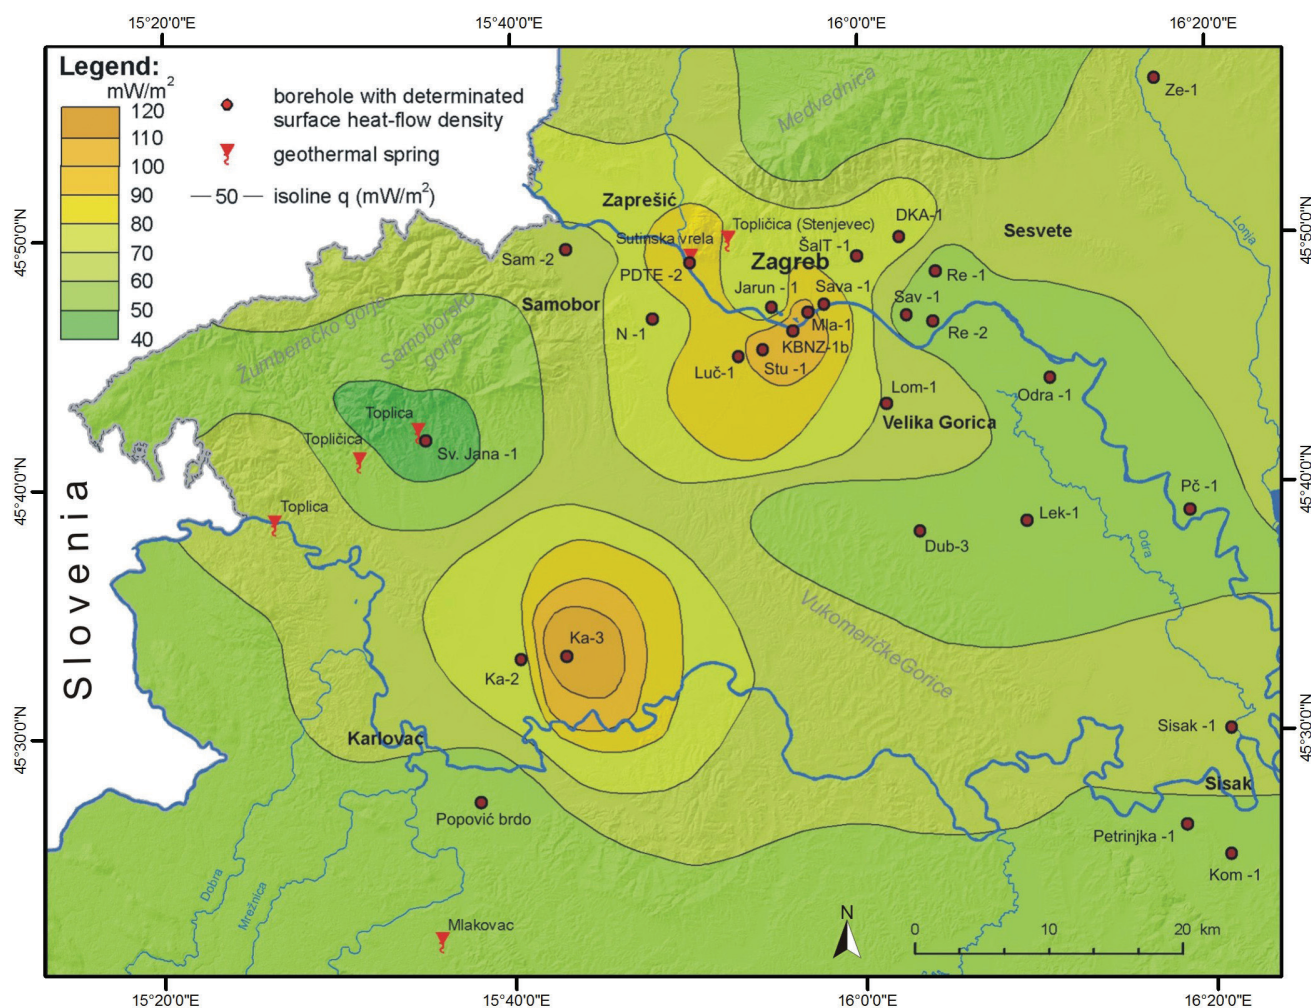 15°20'0"E
15°40'0"E
16°0'0"E
16°20'0"E
Legend:
mW/m²
120
110
100
90
80
70
60
50
40
borehole with determinated
surface heat-flow density
geothermal spring
—50— isoline q (mW/m²)
Medvednica
Ze-1
Lonja
45°50'0"N
45°50'0"N
Zaprešić
Topličica (Stenjevec)
DKA-1
Sesvete
Sutinska vrela
ŠalT -1
Sam -2
Zagreb
PDTE -2
Re -1
Jarun - 1
Sava -1
Sav -1
Samobor
N -1
Mla-1
Re -2
KBNZ-1b
Žumberačko gorje
Samoborsko
gorje
Luč-1
Stu -1
Lom-1
Odra -1
Velika Gorica
Toplica
Topličica
Sv. Jana -1
45°40'0"N
45°40'0"N
Pč -1
Toplica
Lek-1
Dub-3
Odra
Slovenia
Vukomeričke Gorice
Ka-3
Ka-2
45°30'0"N
45°30'0"N
Sisak -1
Karlovac
Sisak
Popović brdo
Petrinjka -1
Kom -1
Dobra
Mrežnica
Mlakovac
N
0
10
20 km
15°20'0"E
15°40'0"E
16°0'0"E
16°20'0"E